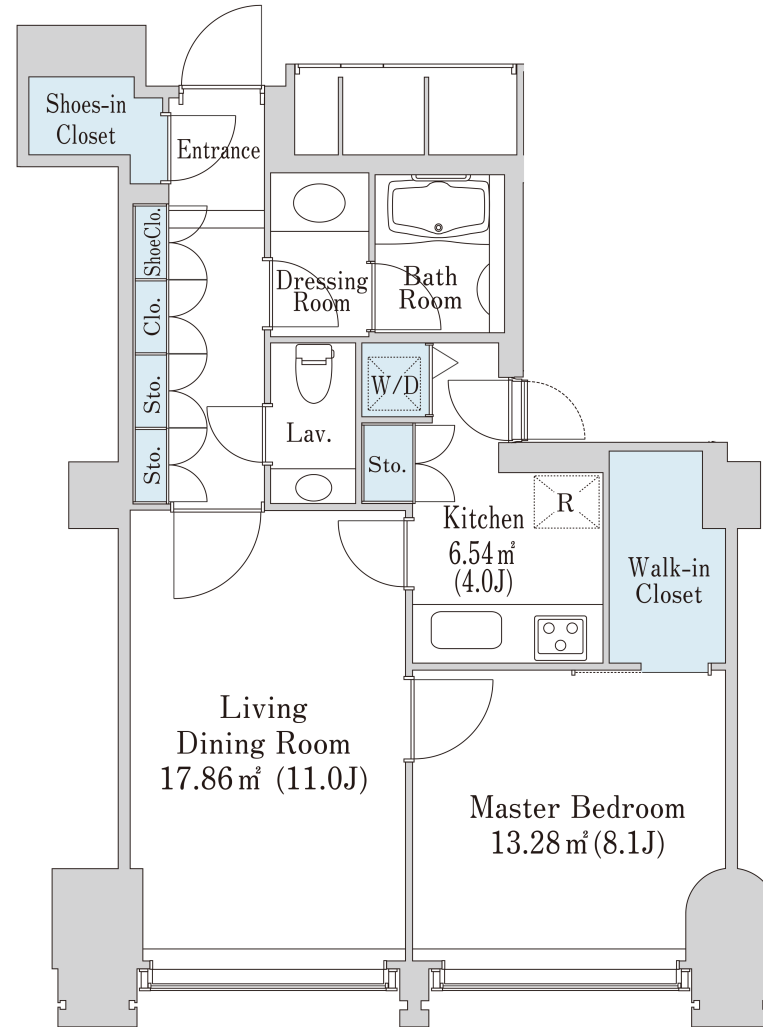 Shoes-in
Closet
Entrance
ShoeClo.
Clo.
Sto.
Sto.
Dressing
Room
Bath
Room
Lav.
W/D
Sto.
Kitchen
6.54㎡
(4.0J)
R
Walk-in
Closet
Living
Dining Room
17.86㎡ (11.0J)
Master Bedroom
13.28㎡(8.1J)